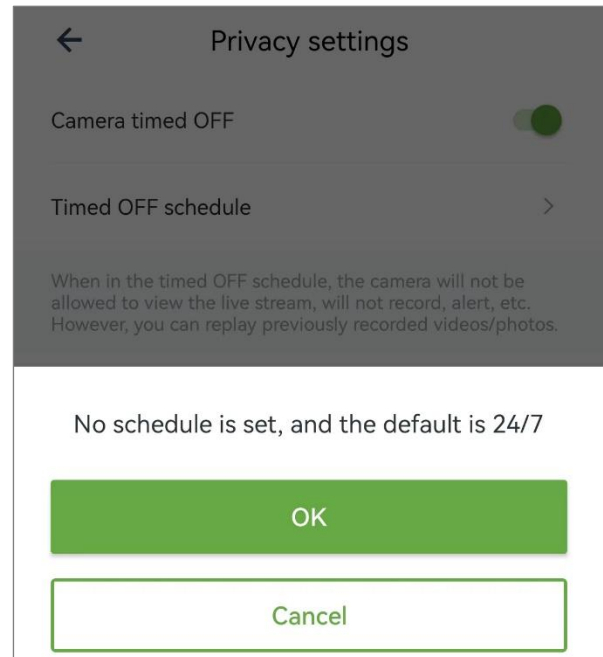 Privacy settings
Camera timed OFF
Timed OFF schedule
When in the timed OFF schedule, the camera will not be
allowed to view the live stream, will not record, alert, etc.
However, you can replay previously recorded videos/photos.
No schedule is set, and the default is 24/7
OK
Cancel